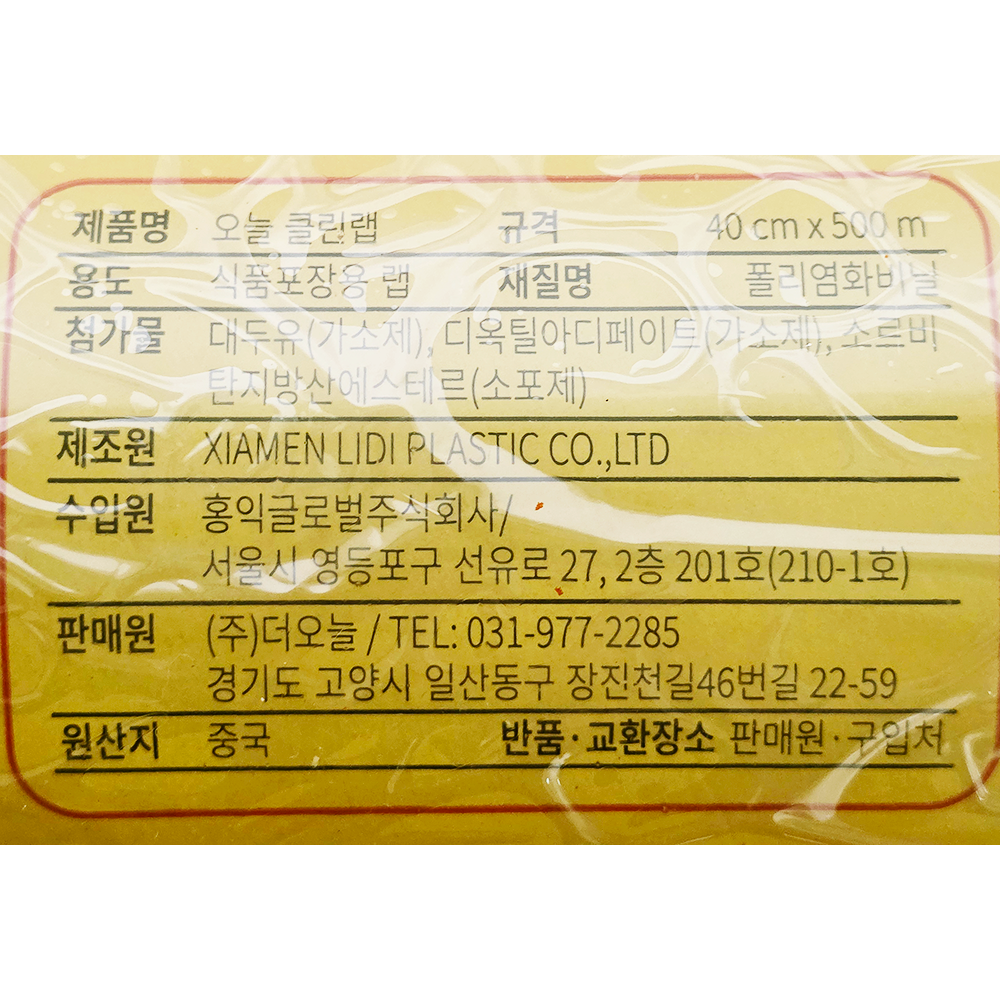 제품명 오늘 클린랩 규격 40 cm x 500 m
용도 식품포장용 랩 재질명 폴리염화비닐
첨가물 대두유(가소제), 디옥틸아디페이트(가소제), 소르비
탄지방산에스테르(소포제)
제조원 XIAMEN LIDI PLASTIC CO.,LTD
수입원 홍익글로벌주식회사/
서울시 영등포구 선유로 27, 2층 201호(210-1호)
판매원 (주)더오늘 / TEL: 031-977-2285
경기도 고양시 일산동구 장진천길46번길 22-59
원산지 중국 반품·교환장소 판매원·구입처